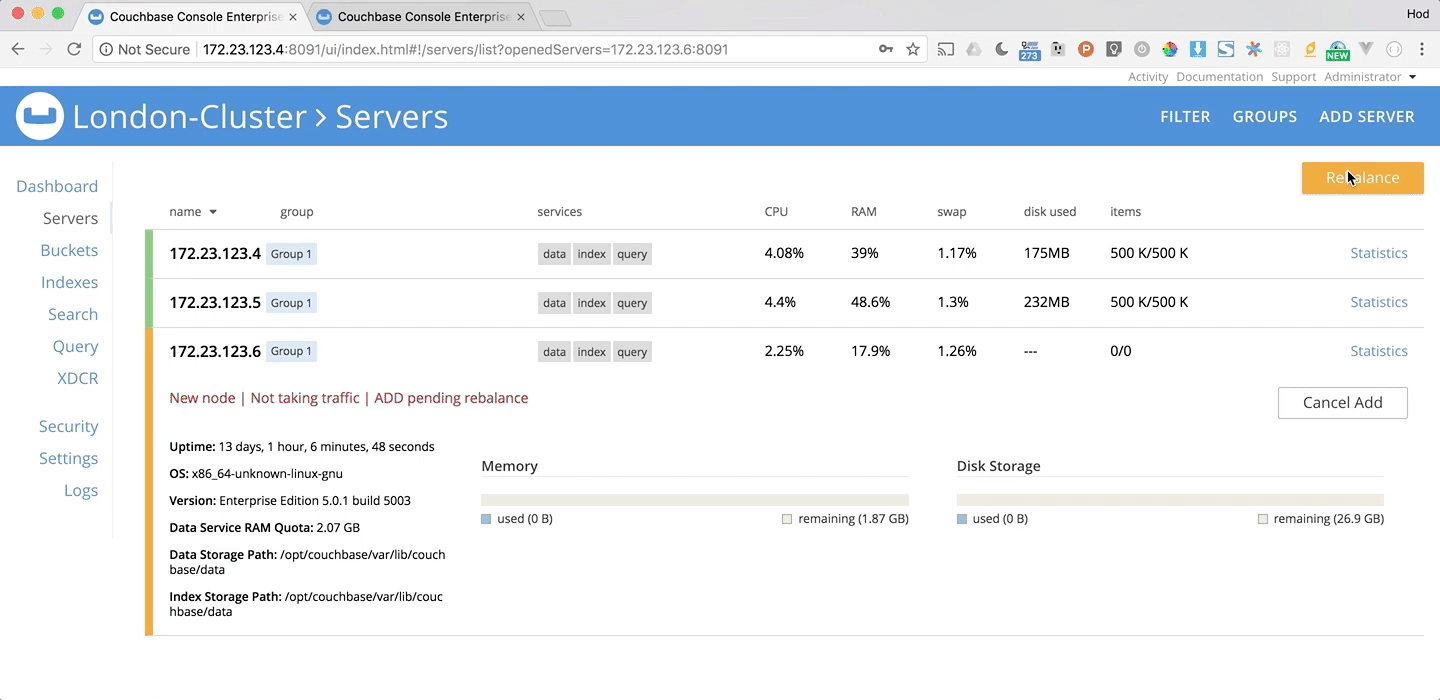 Couchbase Console Enterprise
Couchbase Console Enterprise
Hod
Not Secure
172.23.123.4:8091/ui/index.html#!/servers/list?openedServers=172.23.123.6:8091
273
NEW
Activity Documentation Support Administrator
London-Cluster > Servers
FILTER GROUPS ADD SERVER
Rebalance
Dashboard
Servers
Buckets
Indexes
Search
Query
XDCR
Security
Settings
Logs
name group services CPU RAM swap disk used items
172.23.123.4 Group 1 data index query 4.08% 39% 1.17% 175MB 500 K/500 K Statistics
172.23.123.5 Group 1 data index query 4.4% 48.6% 1.3% 232MB 500 K/500 K Statistics
172.23.123.6 Group 1 data index query 2.25% 17.9% 1.26% --- 0/0 Statistics
New node | Not taking traffic | ADD pending rebalance
Cancel Add
Uptime: 13 days, 1 hour, 6 minutes, 48 seconds
OS: x86_64-unknown-linux-gnu
Version: Enterprise Edition 5.0.1 build 5003
Data Service RAM Quota: 2.07 GB
Data Storage Path: /opt/couchbase/var/lib/couch
base/data
Index Storage Path: /opt/couchbase/var/lib/couc
hbase/data
Memory
used (0 B) remaining (1.87 GB)
Disk Storage
used (0 B) remaining (26.9 GB)